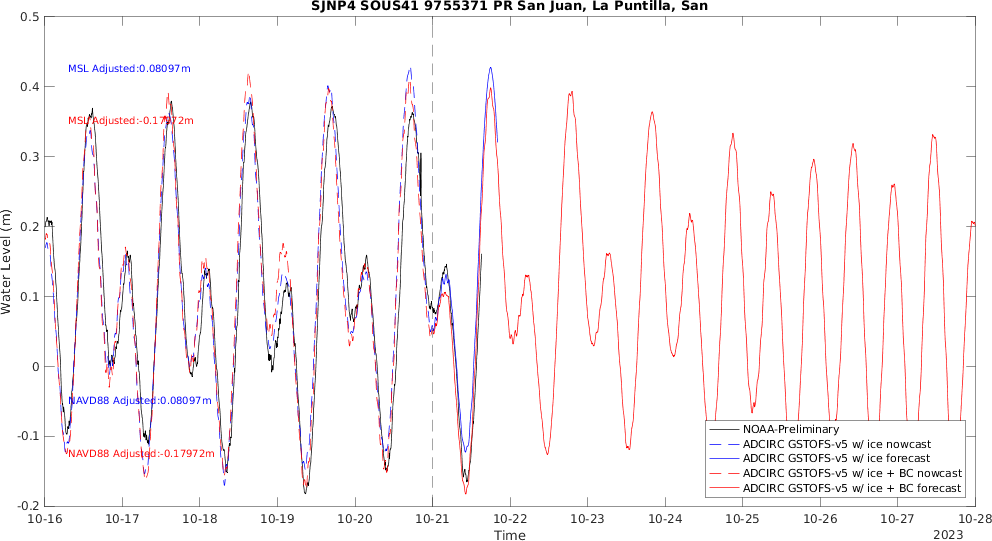 SJNP4 SOUS41 9755371 PR San Juan, La Puntilla, San
Water Level (m)
0.5
0.4
0.3
0.2
0.1
0
-0.1
-0.2
MSL Adjusted:0.08097m
MSL Adjusted:-0.17972m
NAVD88 Adjusted:0.08097m
NAVD88 Adjusted:-0.17972m
NOAA-Preliminary
ADCIRC GSTOFS-v5 w/ ice nowcast
ADCIRC GSTOFS-v5 w/ ice forecast
ADCIRC GSTOFS-v5 w/ ice + BC nowcast
ADCIRC GSTOFS-v5 w/ ice + BC forecast
10-16 10-17 10-18 10-19 10-20 10-21 10-22 10-23 10-24 10-25 10-26 10-27 10-28
Time
2023